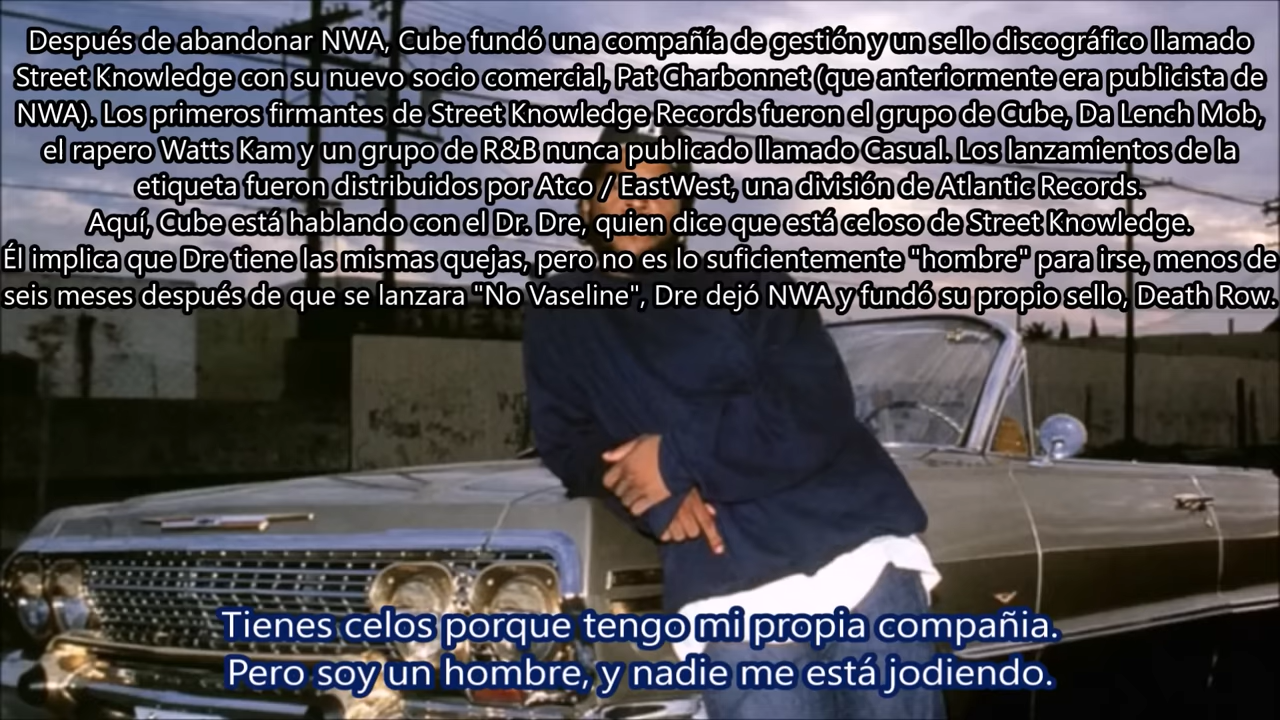 Después de abandonar NWA, Cube fundó una compañía de gestión y un sello discográfico llamado
Street Knowledge con su nuevo socio comercial, Pat Charbonnet (que anteriormente era publicista de
NWA). Los primeros firmantes de Street Knowledge Records fueron el grupo de Cube, Da Lench Mob,
el rapero Watts Kam y un grupo de R&B nunca publicado llamado Casual. Los lanzamientos de la
etiqueta fueron distribuidos por Atco / EastWest, una división de Atlantic Records.
Aquí, Cube está hablando con el Dr. Dre, quien dice que está celoso de Street Knowledge.
Él implica que Dre tiene las mismas quejas, pero no es lo suficientemente "hombre" para irse, menos de
seis meses después de que se lanzara "No Vaseline", Dre dejó NWA y fundó su propio sello, Death Row.
Tienes celos porque tengo mi propia compañia.
Pero soy un hombre, y nadie me está jodiendo.